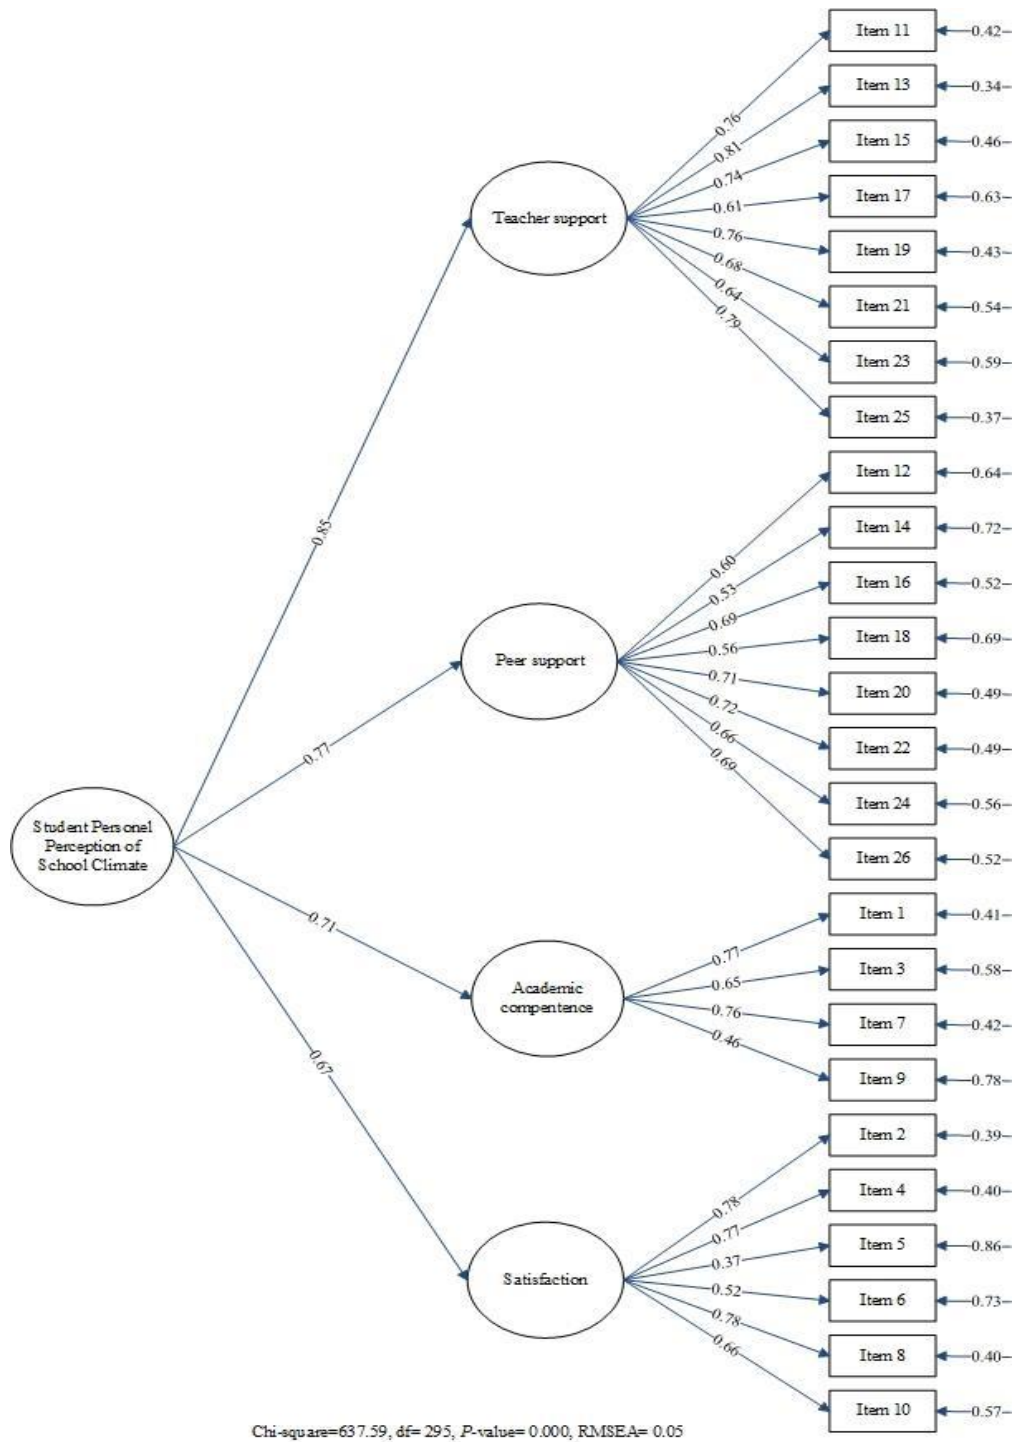 Item 11
0.42
Item 13
0.34
Item 15
0.46
Item 17
0.63
Item 19
0.43
Item 21
0.54
Item 23
0.59
Item 25
0.37
0.76
0.81
0.74
0.61
0.76
0.68
0.64
0.79
Teacher support
Item 12
0.64
Item 14
0.72
Item 16
0.52
Item 18
0.69
Item 20
0.49
Item 22
0.49
Item 24
0.56
Item 26
0.52
0.60
0.53
0.69
0.56
0.71
0.72
0.66
0.69
Peer support
0.85
0.77
0.71
0.67
Student Personel
Perception of
School Climate
Item 1
0.41
Item 3
0.58
Item 7
0.42
Item 9
0.78
0.77
0.65
0.76
0.46
Academic
compentence
Item 2
0.39
Item 4
0.40
Item 5
0.86
Item 6
0.73
Item 8
0.40
Item 10
0.57
0.78
0.77
0.37
0.52
0.78
0.66
Satisfaction
Chi-square=637.59, df= 295, P-value= 0.000, RMSEA= 0.05